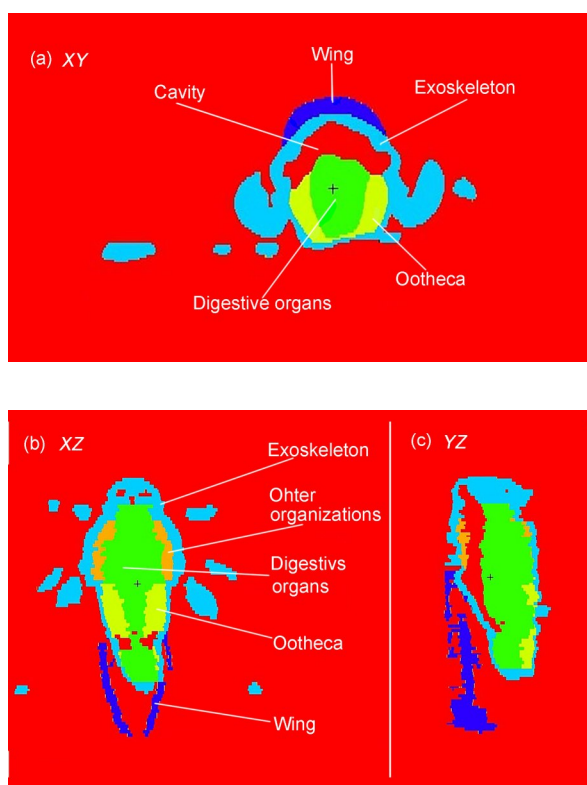 (a) XY
Wing
Cavity
Exoskeleton
Ootheca
Digestive organs
(b) XZ
Exoskeleton
Ohter
organizations
Digestivs
organs
Ootheca
Wing
(c) YZ